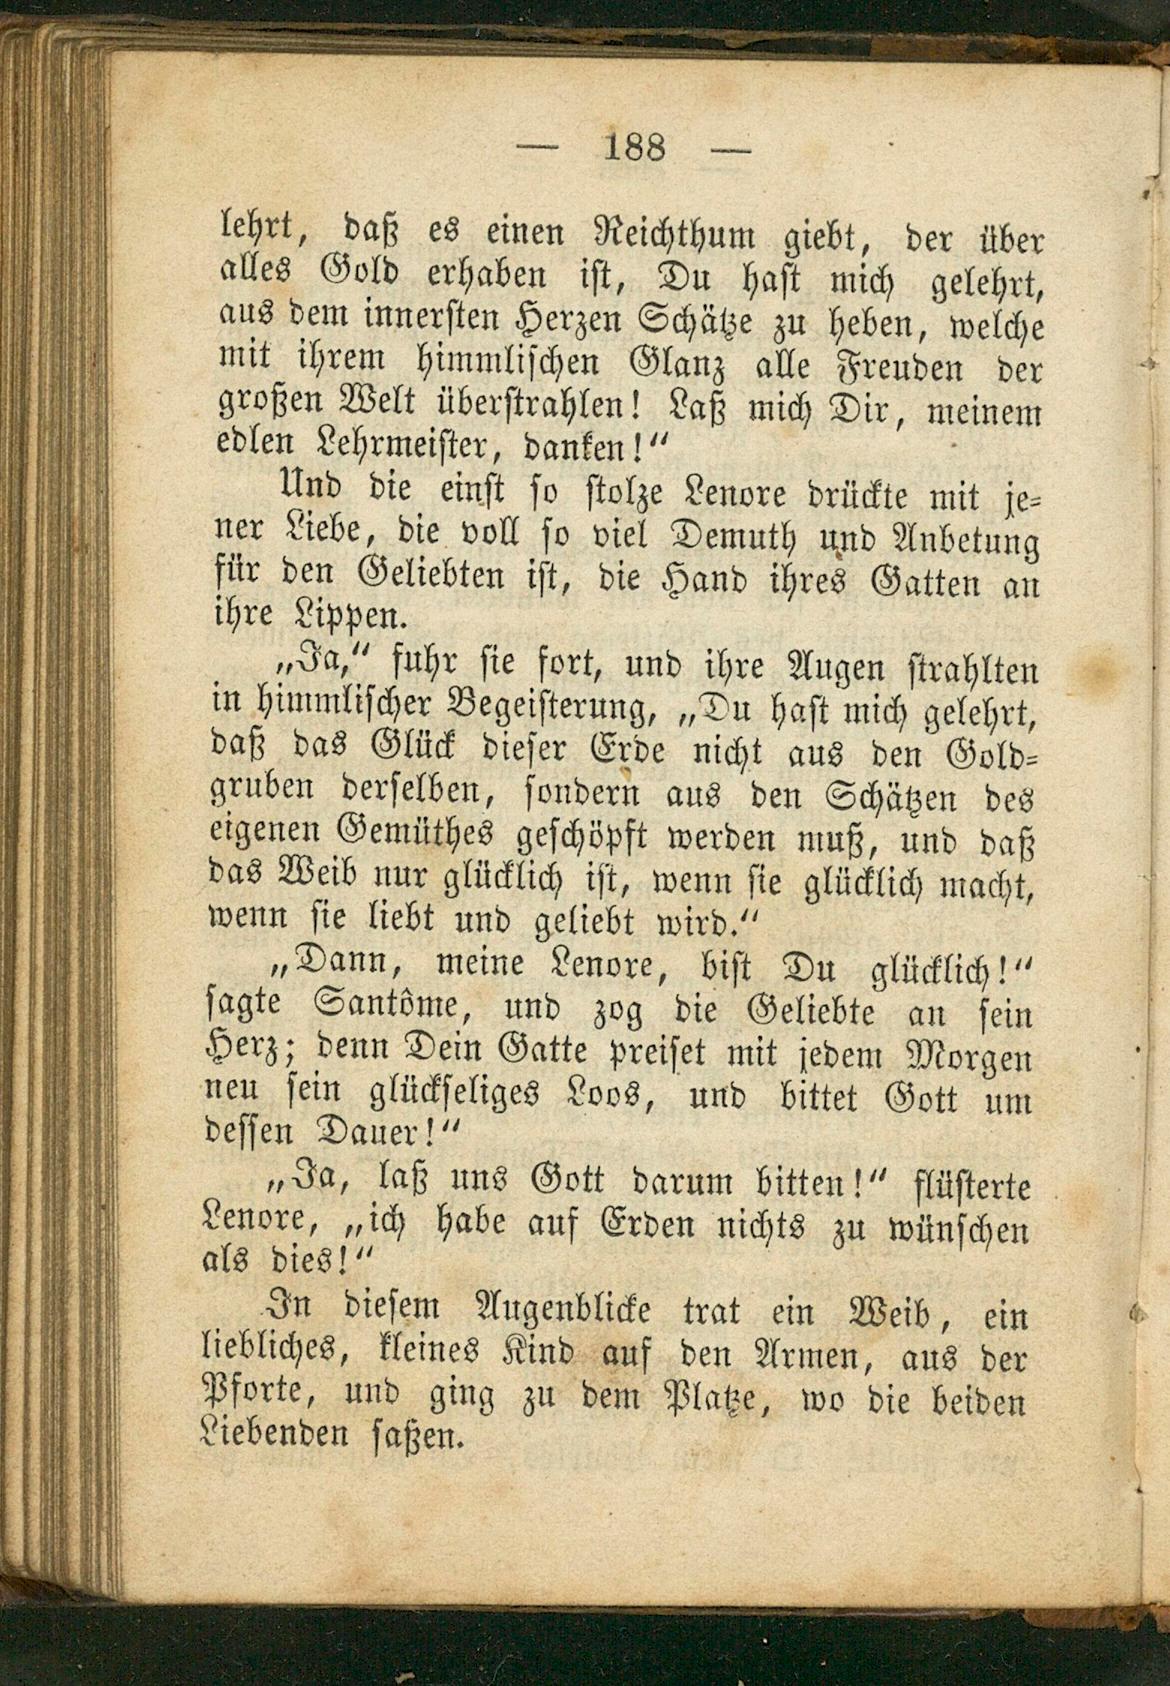 — 188 —
lehrt, daß es einen Reichthum giebt, der über
alles Gold erhaben ist, Du hast mich gelehrt,
aus dem innersten Herzen Schätze zu heben, welche
mit ihrem himmlischen Glanz alle Freuden der
großen Welt überstrahlen! Laß mich Dir, meinem
edlen Lehrmeister, danken!“
Und die einst so stolze Lenore drückte mit je-
ner Liebe, die voll so viel Demuth und Anbetung
für den Geliebten ist, die Hand ihres Gatten an
ihre Lippen.
„Ja,“ fuhr sie fort, und ihre Augen strahlten
in himmlischer Begeisterung, „Du hast mich gelehrt,
daß das Glück dieser Erde nicht aus den Gold-
gruben derselben, sondern aus den Schätzen des
eigenen Gemüthes geschöpft werden muß, und daß
das Weib nur glücklich ist, wenn sie glücklich macht,
wenn sie liebt und geliebt wird.“
„Dann, meine Lenore, bist Du glücklich!“
sagte Santôme, und zog die Geliebte an sein
Herz; denn Dein Gatte preiset mit jedem Morgen
neu sein glückseliges Loos, und bittet Gott um
dessen Dauer!“
„Ja, laß uns Gott darum bitten!“ flüsterte
Lenore, „ich habe auf Erden nichts zu wünschen
als dies!“
In diesem Augenblicke trat ein Weib, ein
liebliches, kleines Kind auf den Armen, aus der
Pforte, und ging zu dem Platze, wo die beiden
Liebenden saßen.